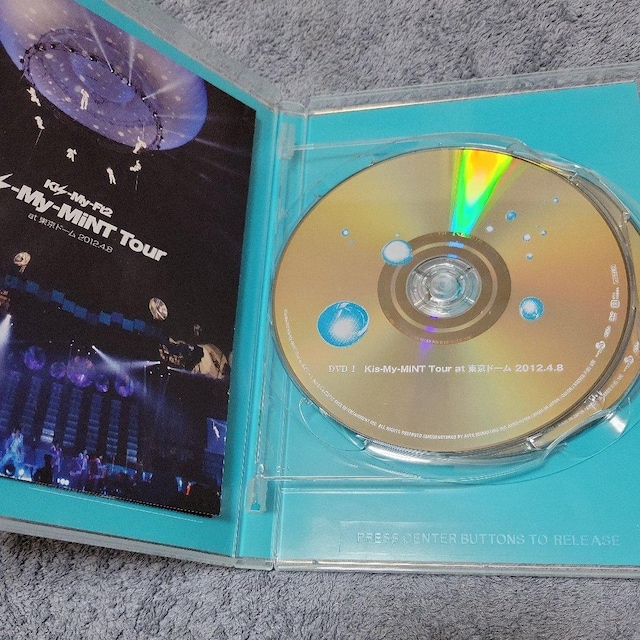 Kis-My-Ft2
-My-MiNT Tour
at 東京ドーム 2012.4.8
DVD 1 Kis-My-MiNT Tour at 東京ドーム 2012.4.8
PRESS CENTER BUTTONS TO RELEASE